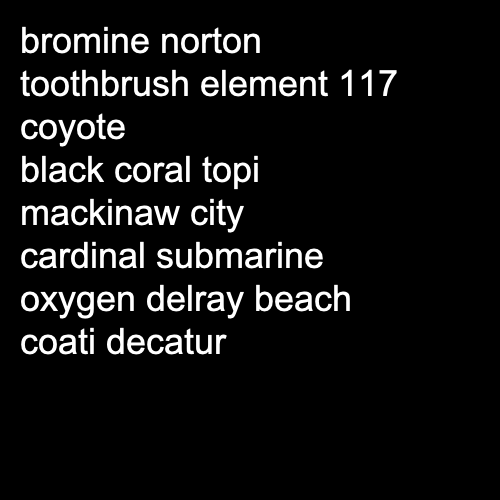 bromine norton
toothbrush element 117
coyote
black coral topi
mackinaw city
cardinal submarine
oxygen delray beach
coati decatur